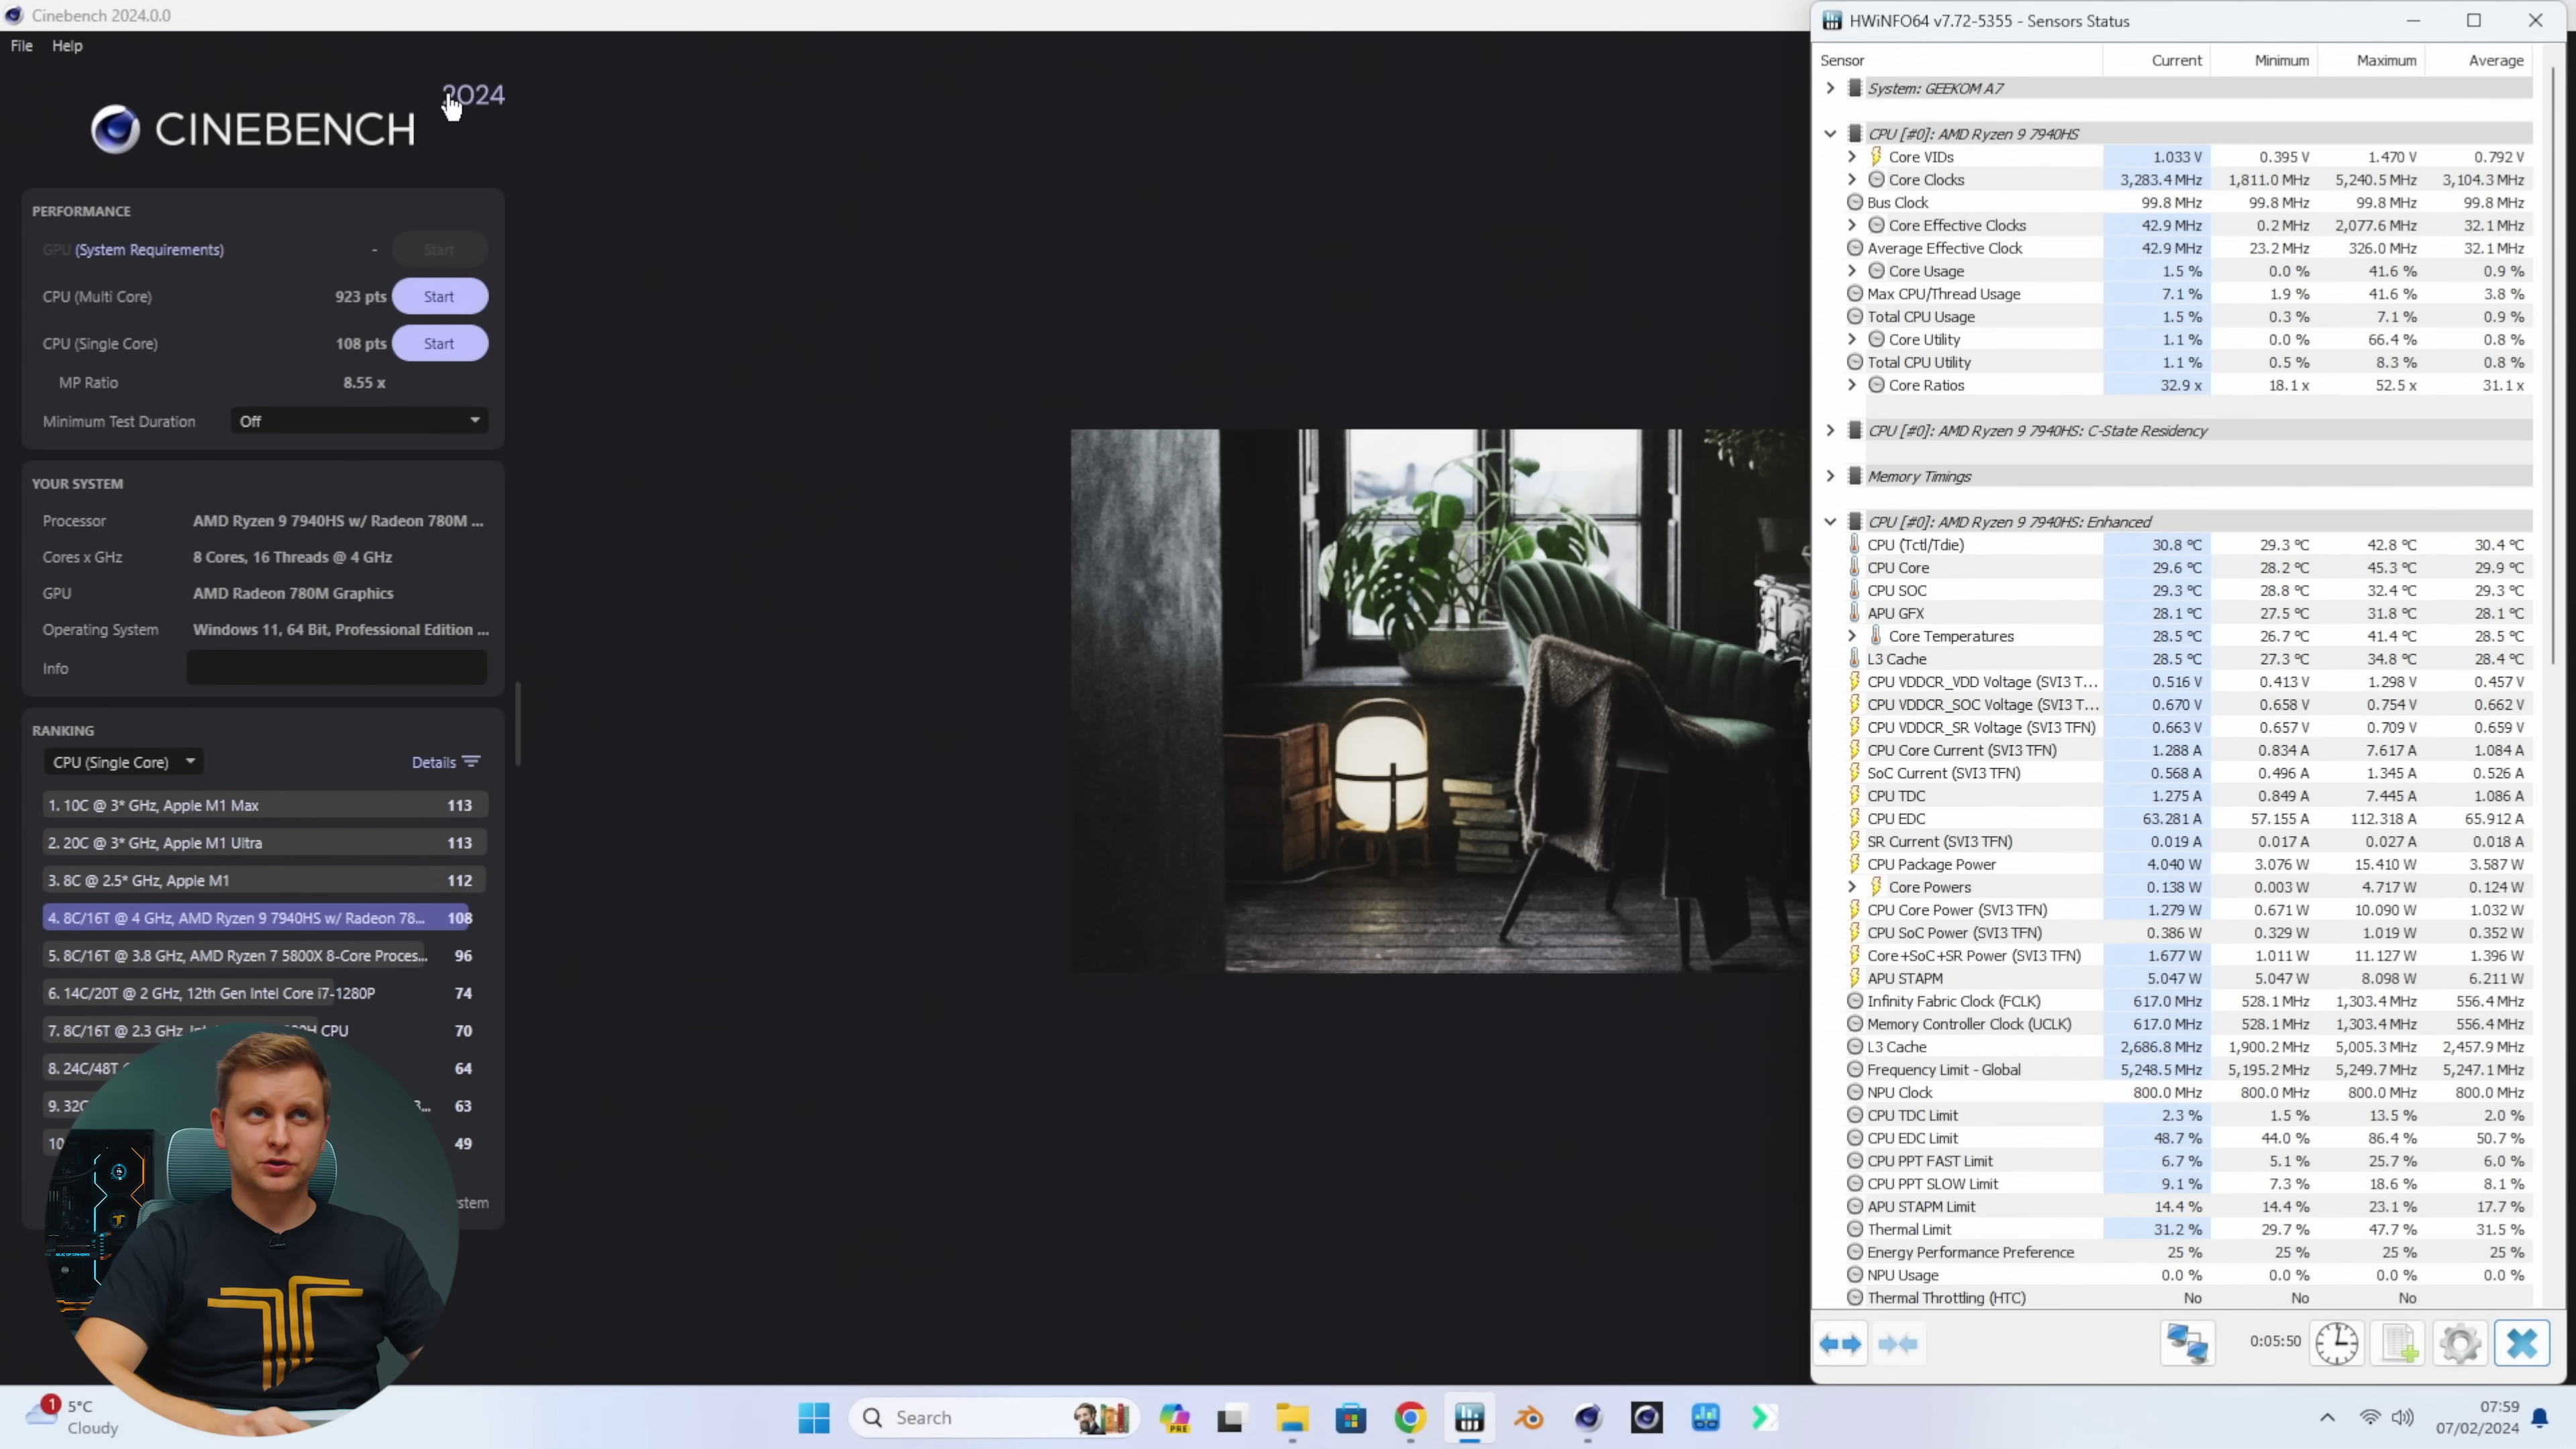 Cinebench 2024.0.0
File Help
2024
CINEBENCH
PERFORMANCE
GPU (System Requirements) - Start
CPU (Multi Core) 923 pts Start
CPU (Single Core) 108 pts Start
MP Ratio 8.55 x
Minimum Test Duration Off
YOUR SYSTEM
Processor AMD Ryzen 9 7940HS w/ Radeon 780M ...
Cores x GHz 8 Cores, 16 Threads @ 4 GHz
GPU AMD Radeon 780M Graphics
Operating System Windows 11, 64 Bit, Professional Edition ...
Info
RANKING
CPU (Single Core) Details
1. 10C @ 3* GHz, Apple M1 Max 113
2. 20C @ 3* GHz, Apple M1 Ultra 113
3. 8C @ 2.5* GHz, Apple M1 112
4. 8C/16T @ 4 GHz, AMD Ryzen 9 7940HS w/ Radeon 78... 108
5. 8C/16T @ 3.8 GHz, AMD Ryzen 7 5800X 8-Core Proces... 96
6. 14C/20T @ 2 GHz, 12th Gen Intel Core i7-1280P 74
7. 8C/16T @ 2.3 GHz, CPU 70
8. 24C/48T 64
9. 32C 63
10 49
HWiNFO64 v7.72-5355 - Sensors Status
Sensor Current Minimum Maximum Average
System: GEEKOM A7
CPU [#0]: AMD Ryzen 9 7940HS
Core VIDs 1.033 V 0.395 V 1.470 V 0.792 V
Core Clocks 3,283.4 MHz 1,811.0 MHz 5,240.5 MHz 3,104.3 MHz
Bus Clock 99.8 MHz 99.8 MHz 99.8 MHz 99.8 MHz
Core Effective Clocks 42.9 MHz 0.2 MHz 2,077.6 MHz 32.1 MHz
Average Effective Clock 42.9 MHz 23.2 MHz 326.0 MHz 32.1 MHz
Core Usage 1.5 % 0.0 % 41.6 % 0.9 %
Max CPU/Thread Usage 7.1 % 1.9 % 41.6 % 3.8 %
Total CPU Usage 1.5 % 0.3 % 7.1 % 0.9 %
Core Utility 1.1 % 0.0 % 66.4 % 0.8 %
Total CPU Utility 1.1 % 0.5 % 8.3 % 0.8 %
Core Ratios 32.9 x 18.1 x 52.5 x 31.1 x
CPU [#0]: AMD Ryzen 9 7940HS: C-State Residency
Memory Timings
CPU [#0]: AMD Ryzen 9 7940HS: Enhanced
CPU (Tctl/Tdie) 30.8 °C 29.3 °C 42.8 °C 30.4 °C
CPU Core 29.6 °C 28.2 °C 45.3 °C 29.9 °C
CPU SOC 29.3 °C 28.8 °C 32.4 °C 29.3 °C
APU GFX 28.1 °C 27.5 °C 31.8 °C 28.1 °C
Core Temperatures 28.5 °C 26.7 °C 41.4 °C 28.5 °C
L3 Cache 28.5 °C 27.3 °C 34.8 °C 28.4 °C
CPU VDDCR_VDD Voltage (SVI3 T... 0.516 V 0.413 V 1.298 V 0.457 V
CPU VDDCR_SOC Voltage (SVI3 T... 0.670 V 0.658 V 0.754 V 0.662 V
CPU VDDCR_SR Voltage (SVI3 TFN) 0.663 V 0.657 V 0.709 V 0.659 V
CPU Core Current (SVI3 TFN) 1.288 A 0.834 A 7.617 A 1.084 A
SoC Current (SVI3 TFN) 0.568 A 0.496 A 1.345 A 0.526 A
CPU TDC 1.275 A 0.849 A 7.445 A 1.086 A
CPU EDC 63.281 A 57.155 A 112.318 A 65.912 A
SR Current (SVI3 TFN) 0.019 A 0.017 A 0.027 A 0.018 A
CPU Package Power 4.040 W 3.076 W 15.410 W 3.587 W
Core Powers 0.138 W 0.003 W 4.717 W 0.124 W
CPU Core Power (SVI3 TFN) 1.279 W 0.671 W 10.090 W 1.032 W
CPU SoC Power (SVI3 TFN) 0.386 W 0.329 W 1.019 W 0.352 W
Core+SoC+SR Power (SVI3 TFN) 1.677 W 1.011 W 11.127 W 1.396 W
APU STAPM 5.047 W 5.047 W 8.098 W 6.211 W
Infinity Fabric Clock (FCLK) 617.0 MHz 528.1 MHz 1,303.4 MHz 556.4 MHz
Memory Controller Clock (UCLK) 617.0 MHz 528.1 MHz 1,303.4 MHz 556.4 MHz
L3 Cache 2,686.8 MHz 1,900.2 MHz 5,005.3 MHz 2,457.9 MHz
Frequency Limit - Global 5,248.5 MHz 5,195.2 MHz 5,249.7 MHz 5,247.1 MHz
NPU Clock 800.0 MHz 800.0 MHz 800.0 MHz 800.0 MHz
CPU TDC Limit 2.3 % 1.5 % 13.5 % 2.0 %
CPU EDC Limit 48.7 % 44.0 % 86.4 % 50.7 %
CPU PPT FAST Limit 6.7 % 5.1 % 25.7 % 6.0 %
CPU PPT SLOW Limit 9.1 % 7.3 % 18.6 % 8.1 %
APU STAPM Limit 14.4 % 14.4 % 23.1 % 17.7 %
Thermal Limit 31.2 % 29.7 % 47.7 % 31.5 %
Energy Performance Preference 25 % 25 % 25 % 25 %
NPU Usage 0.0 % 0.0 % 0.0 % 0.0 %
Thermal Throttling (HTC) No No No
0:05:50
1
5°C
Cloudy
Search
PRE
07:59
07/02/2024